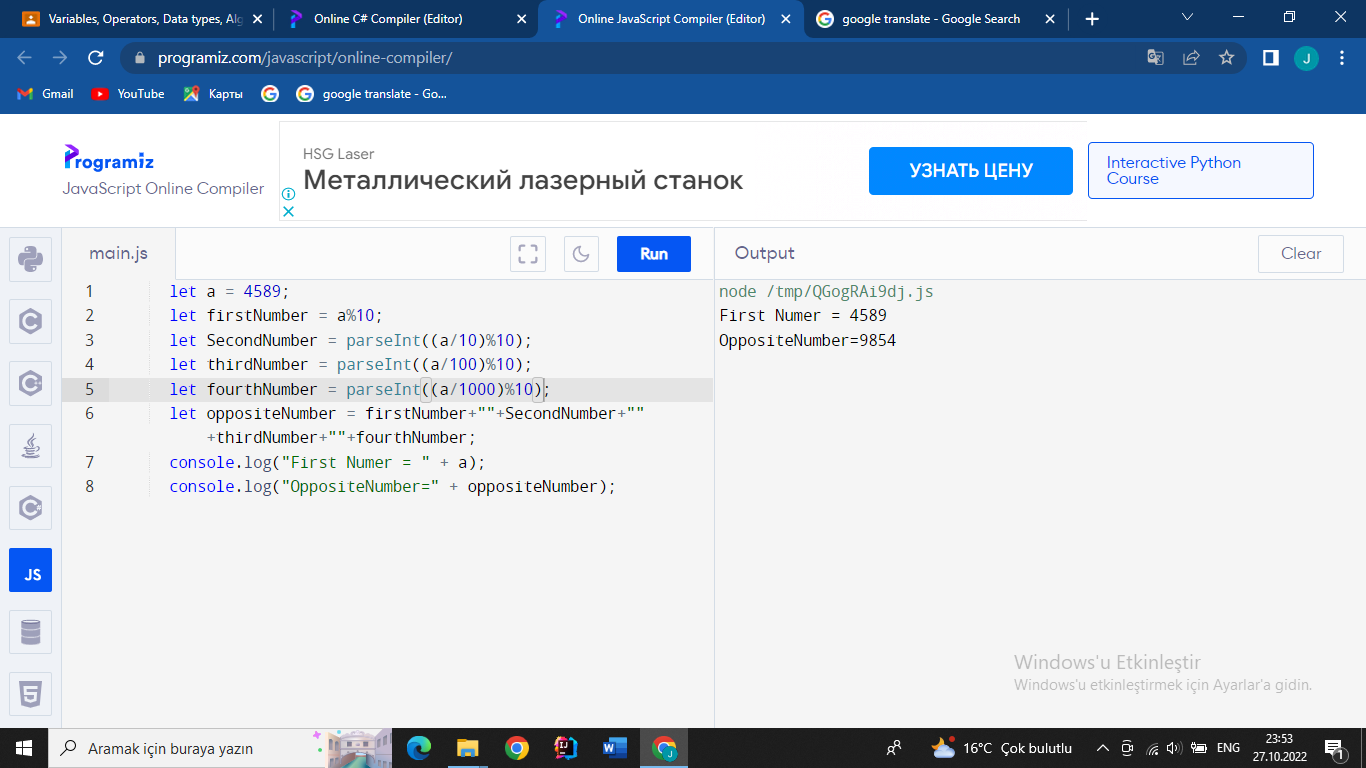 Variables, Operators, Data types, Alg
Online C# Compiler (Editor)
Online JavaScript Compiler (Editor)
google translate - Google Search
programiz.com/javascript/online-compiler/
J
Gmail
YouTube
Карты
google translate - Go...
Programiz
JavaScript Online Compiler
HSG Laser
Металлический лазерный станок
УЗНАТЬ ЦЕНУ
Interactive Python
Course
main.js
Run
Output
Clear
1 let a = 4589;
2 let firstNumber = a%10;
3 let SecondNumber = parseInt((a/10)%10);
4 let thirdNumber = parseInt((a/100)%10);
5 let fourthNumber = parseInt((a/1000)%10);
6 let oppositeNumber = firstNumber+""+SecondNumber+""
+thirdNumber+""+fourthNumber;
7 console.log("First Numer = " + a);
8 console.log("OppositeNumber=" + oppositeNumber);
node /tmp/QGogRAi9dj.js
First Numer = 4589
OppositeNumber=9854
JS
Windows'u Etkinleştir
Windows'u etkinleştirmek için Ayarlar'a gidin.
Aramak için buraya yazın
16°C Çok bulutlu
ENG
23:53
27.10.2022
1